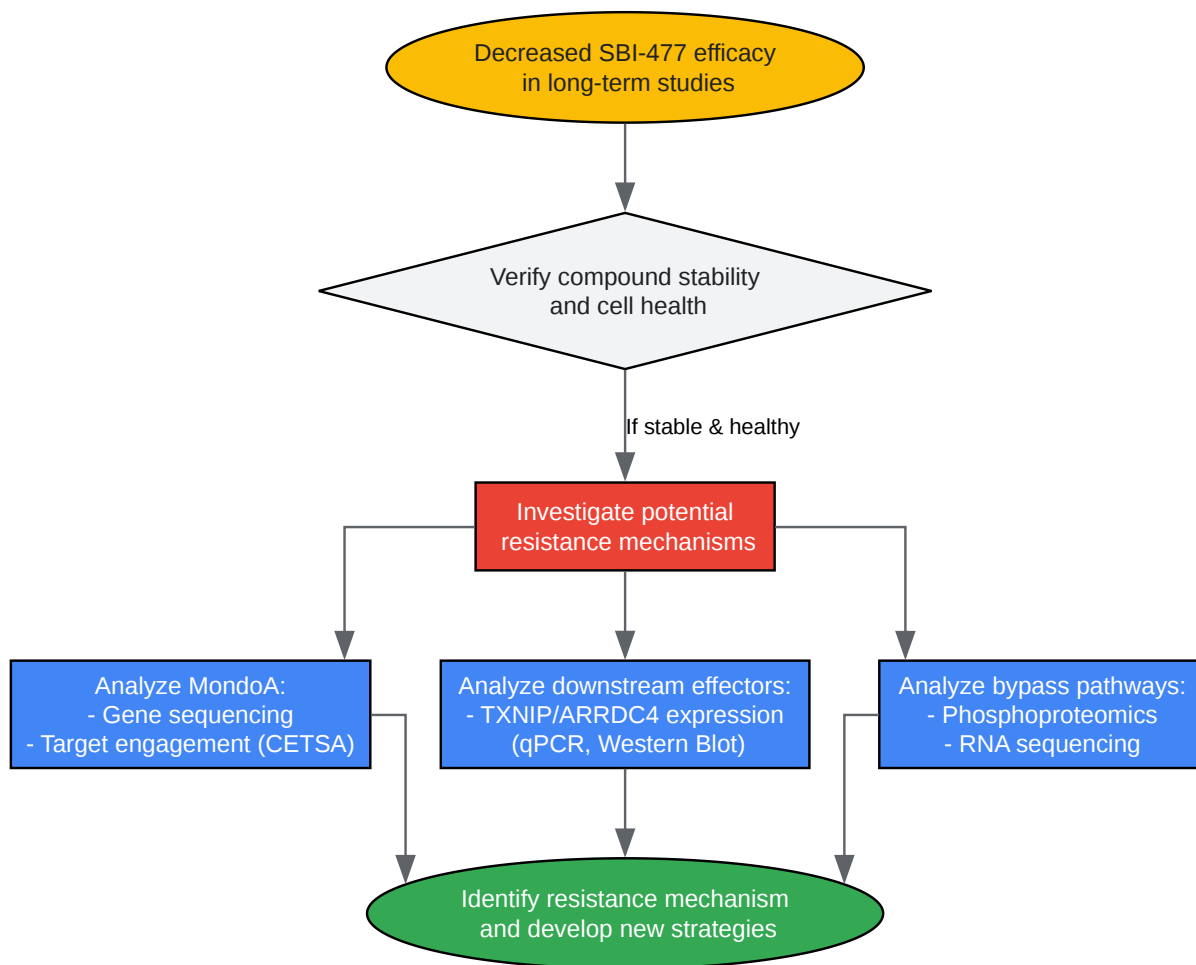 Decreased SBI-477 efficacy
in long-term studies
Verify compound stability
and cell health
If stable & healthy
Investigate potential
resistance mechanisms
Analyze MondoA:
- Gene sequencing
- Target engagement (CETSA)
Analyze downstream effectors:
- TXNIP/ARRDC4 expression
(qPCR, Western Blot)
Analyze bypass pathways:
- Phosphoproteomics
- RNA sequencing
Identify resistance mechanism
and develop new strategies